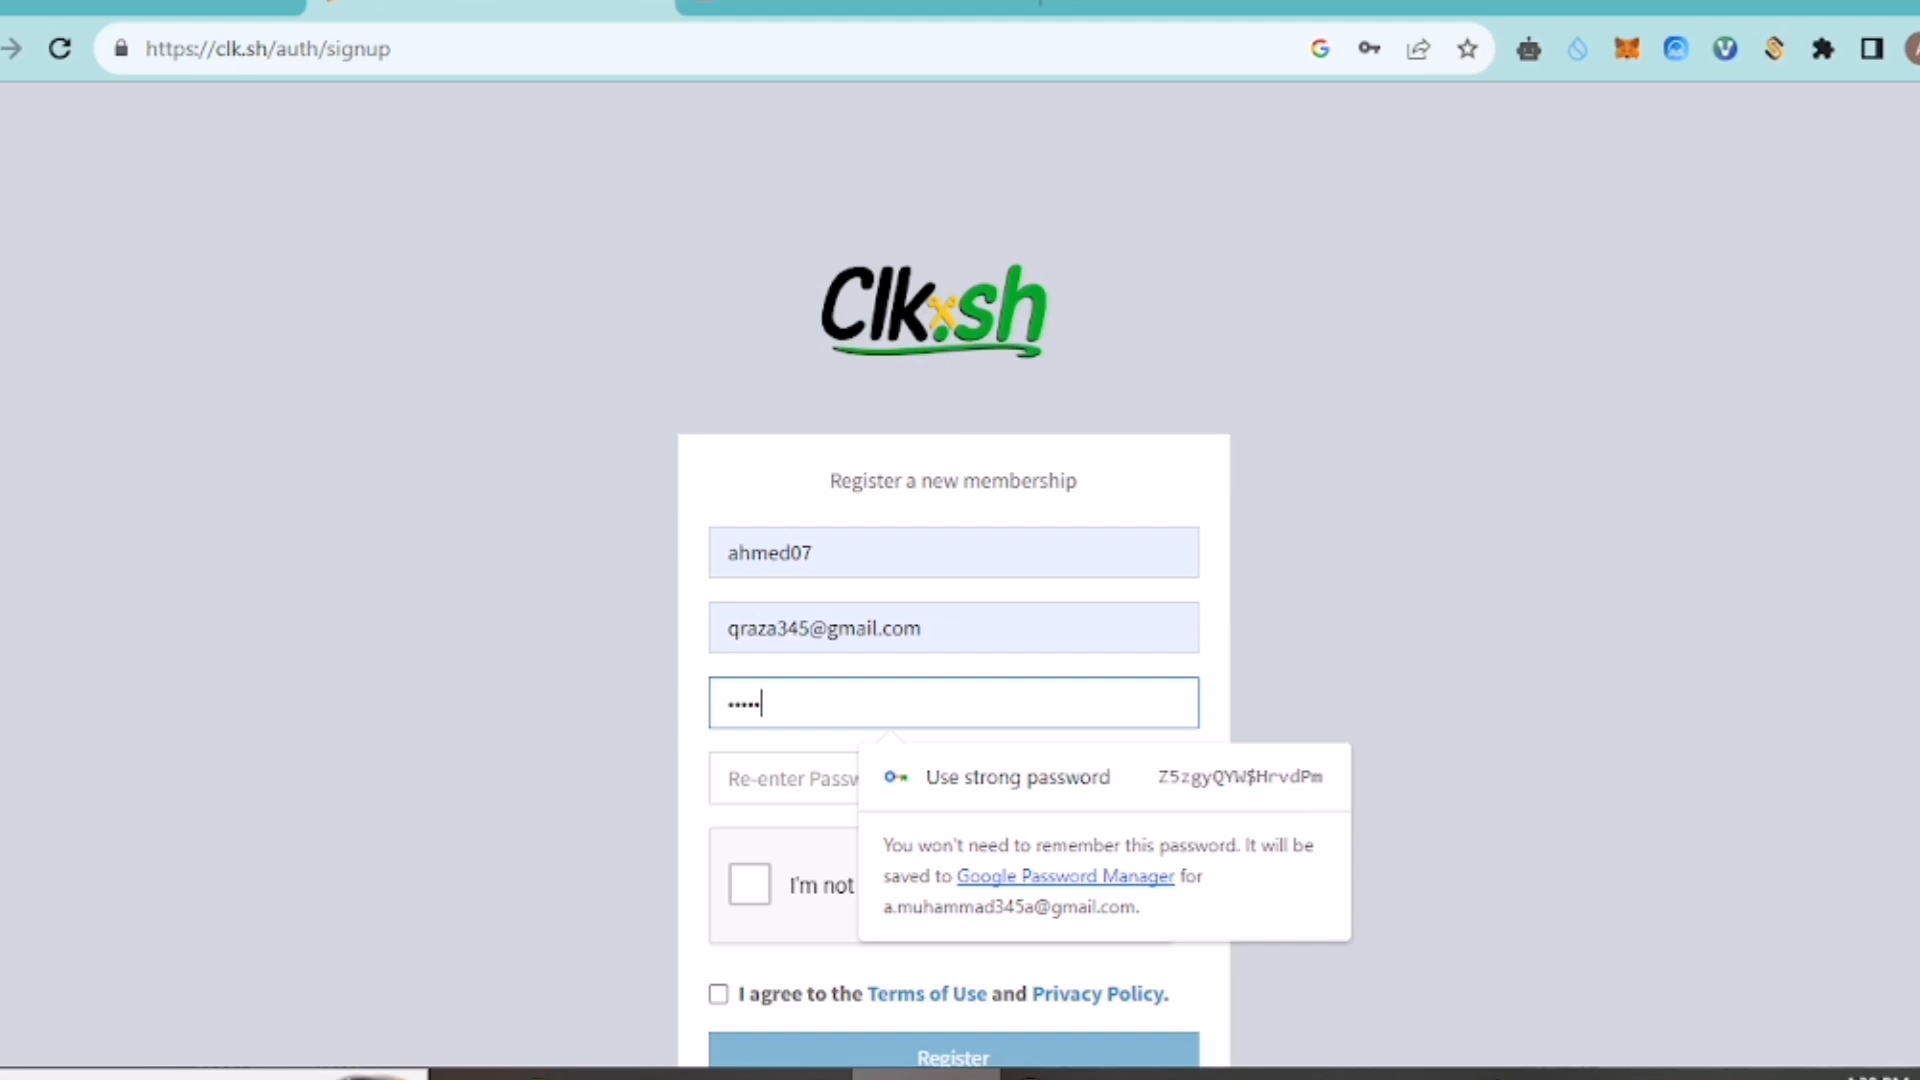 https://clk.sh/auth/signup
Clk.sh
Register a new membership
ahmed07
qraza345@gmail.com
•••••
Re-enter Passw
Use strong password Z5zgyQYW$HrvdPm
You won't need to remember this password. It will be
saved to Google Password Manager for
a.muhammad345a@gmail.com.
I'm not
I agree to the Terms of Use and Privacy Policy.
Register